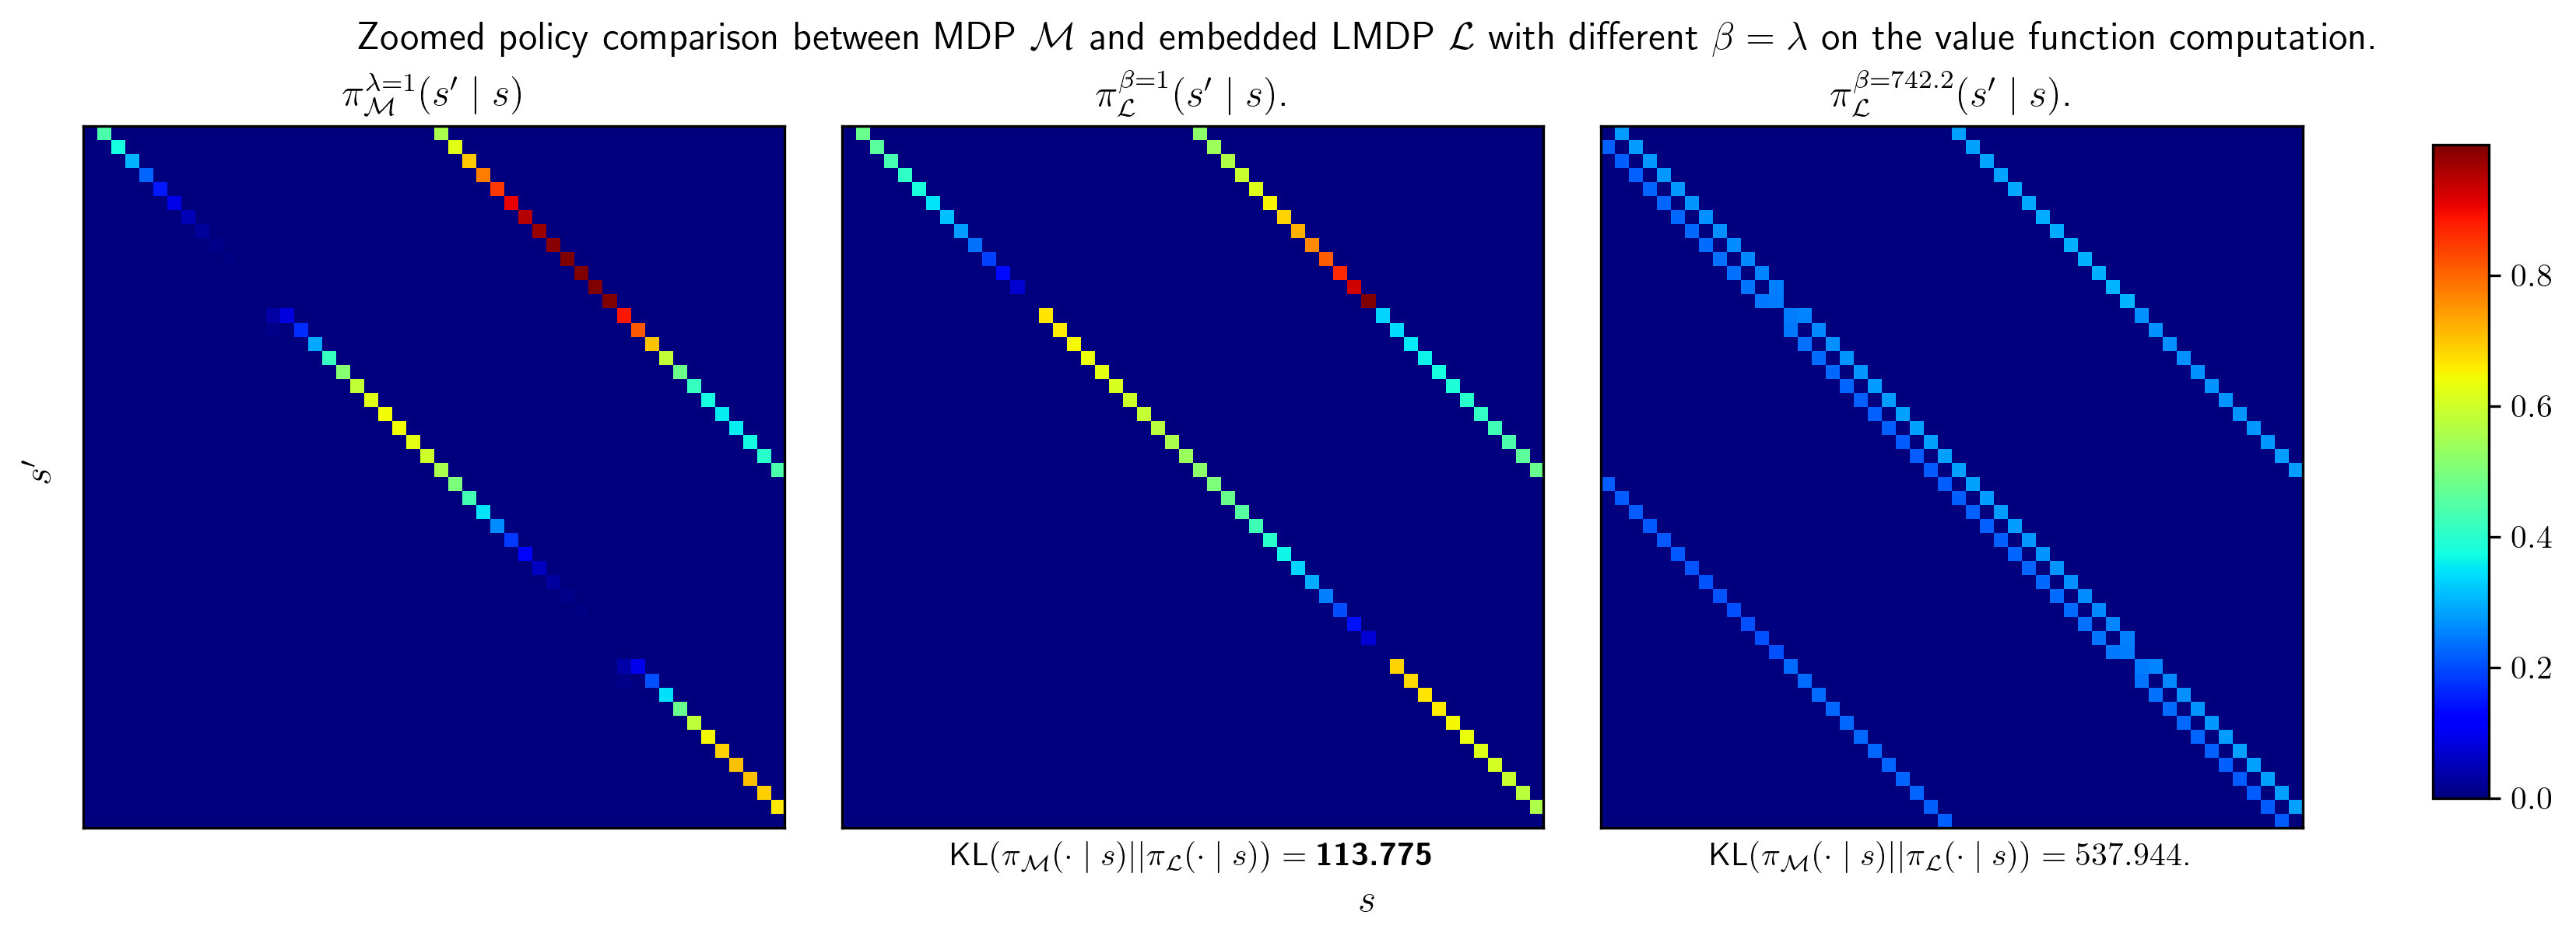 Zoomed policy comparison between MDP ℳ and embedded LMDP ℒ with different β = λ on the value function computation.
π_ℳ^{λ=1}(s′ | s)
π_ℒ^{β=1}(s′ | s).
π_ℒ^{β=742.2}(s′ | s).
s′
0.8
0.6
0.4
0.2
0.0
KL(π_ℳ(· | s)||π_ℒ(· | s)) = 113.775
KL(π_ℳ(· | s)||π_ℒ(· | s)) = 537.944.
s